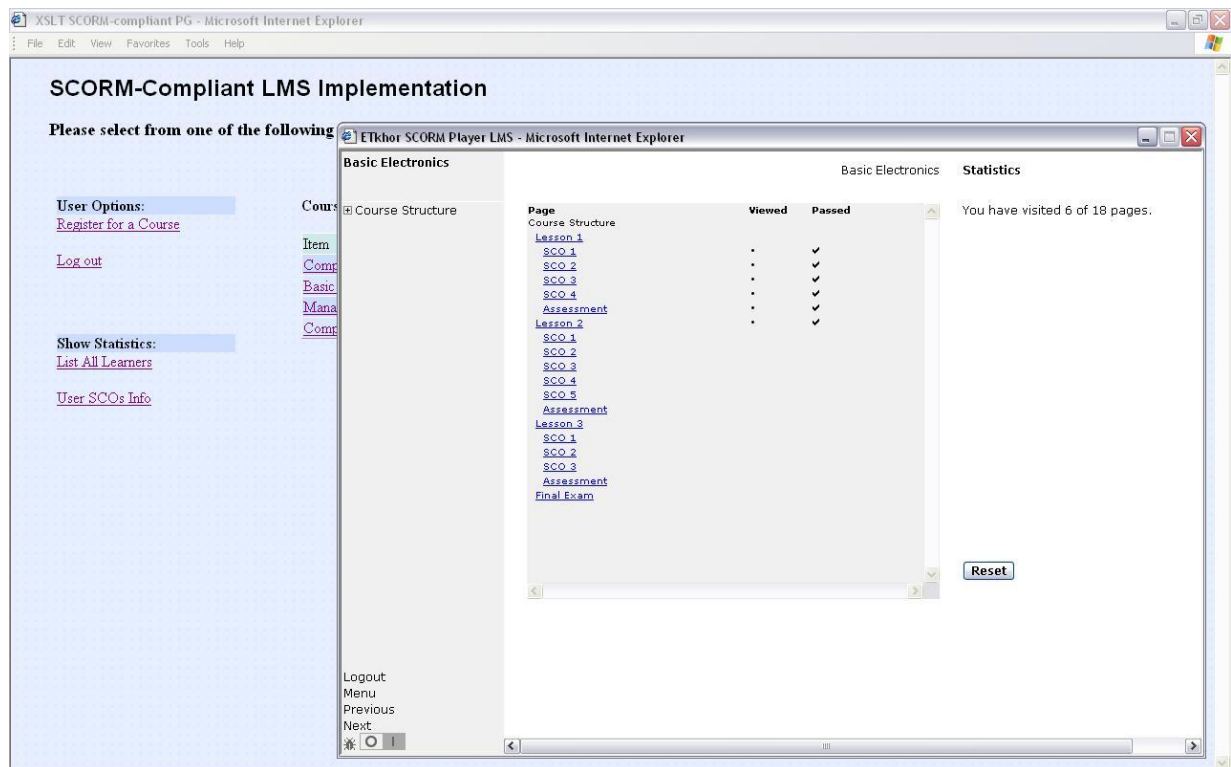 XSLT SCORM-compliant PG - Microsoft Internet Explorer
File Edit View Favorites Tools Help
SCORM-Compliant LMS Implementation
Please select from one of the following
User Options:
Register for a Course
Log out
Show Statistics:
List All Learners
User SCOs Info
Item
Basic
ETkhor SCORM Player LMS - Microsoft Internet Explorer
Basic Electronics
Course Structure
Logout
Menu
Previous
Next
Basic Electronics
Page Viewed Passed
Course Structure
Lesson 1
SCO 1 • ✔
SCO 2 • ✔
SCO 3 • ✔
SCO 4 • ✔
Assessment • ✔
Lesson 2 • ✔
SCO 1
SCO 2
SCO 3
SCO 4
SCO 5
Assessment
Lesson 3
SCO 1
SCO 2
SCO 3
Assessment
Final Exam
Statistics
You have visited 6 of 18 pages.
Reset